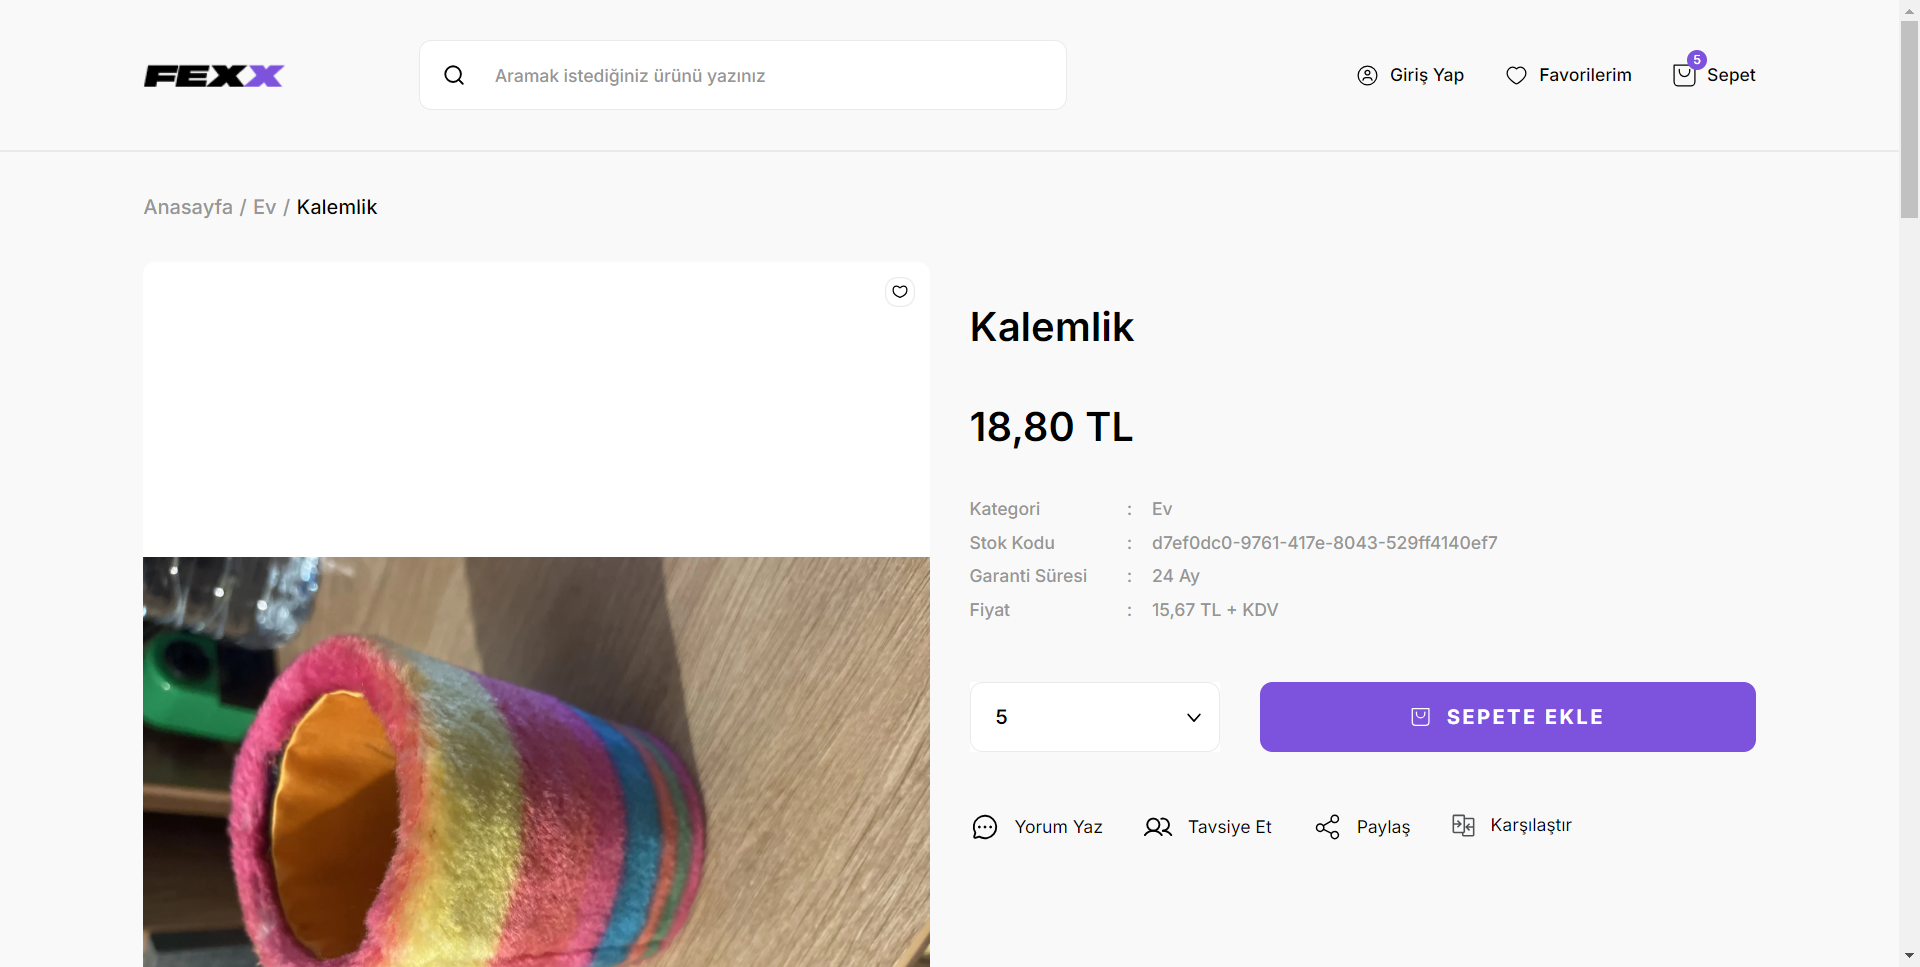 FEXX
Aramak istediğiniz ürünü yazınız
Giriş Yap
Favorilerim
5
Sepet
Anasayfa / Ev / Kalemlik
Kalemlik
18,80 TL
Kategori : Ev
Stok Kodu : d7ef0dc0-9761-417e-8043-529ff4140ef7
Garanti Süresi : 24 Ay
Fiyat : 15,67 TL + KDV
5
SEPETE EKLE
Yorum Yaz
Tavsiye Et
Paylaş
Karşılaştır